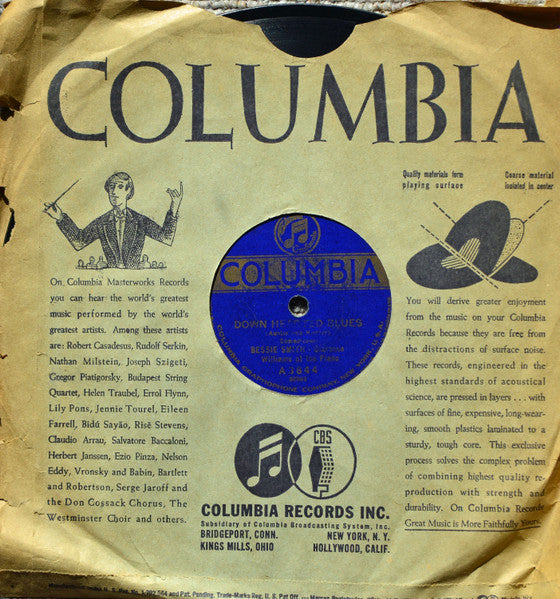 COLUMBIA
Quality materials form
playing surface
Coarse material
isolated in center
On Columbia Masterworks Records
you can hear the world's greatest
music performed by the world's
greatest artists. Among these artists
are: Robert Casadesus, Rudolf Serkin,
Nathan Milstein, Joseph Szigeti,
Gregor Piatigorsky, Budapest String
Quartet, Helen Traubel, Errol Flynn,
Lily Pons, Jennie Tourel, Eileen
Farrell, Bidú Sayão, Risë Stevens,
Claudio Arrau, Salvatore Baccaloni,
Herbert Janssen, Ezio Pinza, Nelson
Eddy, Vronsky and Babin, Bartlett
and Robertson, Serge Jaroff and
the Don Cossack Chorus, The
Westminster Choir and others.
COLUMBIA
DOWN HEARTED BLUES
BESSIE SMITH
A3844
COLUMBIA GRAPHOPHONE COMPANY, NEW YORK, U.S.A.
You will derive greater enjoyment
from the music on your Columbia
Records because they are free from
the distractions of surface noise.
These records, engineered in the
highest standards of acoustical
science, are pressed in layers . . . with
surfaces of fine, expensive, long-wear-
ing, smooth plastics laminated to a
sturdy, tough core. This exclusive
process solves the complex problem
of combining highest quality re-
production with strength and
durability. On Columbia Records
Great Music is More Faithfully Yours.
CBS
COLUMBIA RECORDS INC.
Subsidiary of Columbia Broadcasting System, Inc.
BRIDGEPORT, CONN. NEW YORK, N. Y.
KINGS MILLS, OHIO HOLLYWOOD, CALIF.